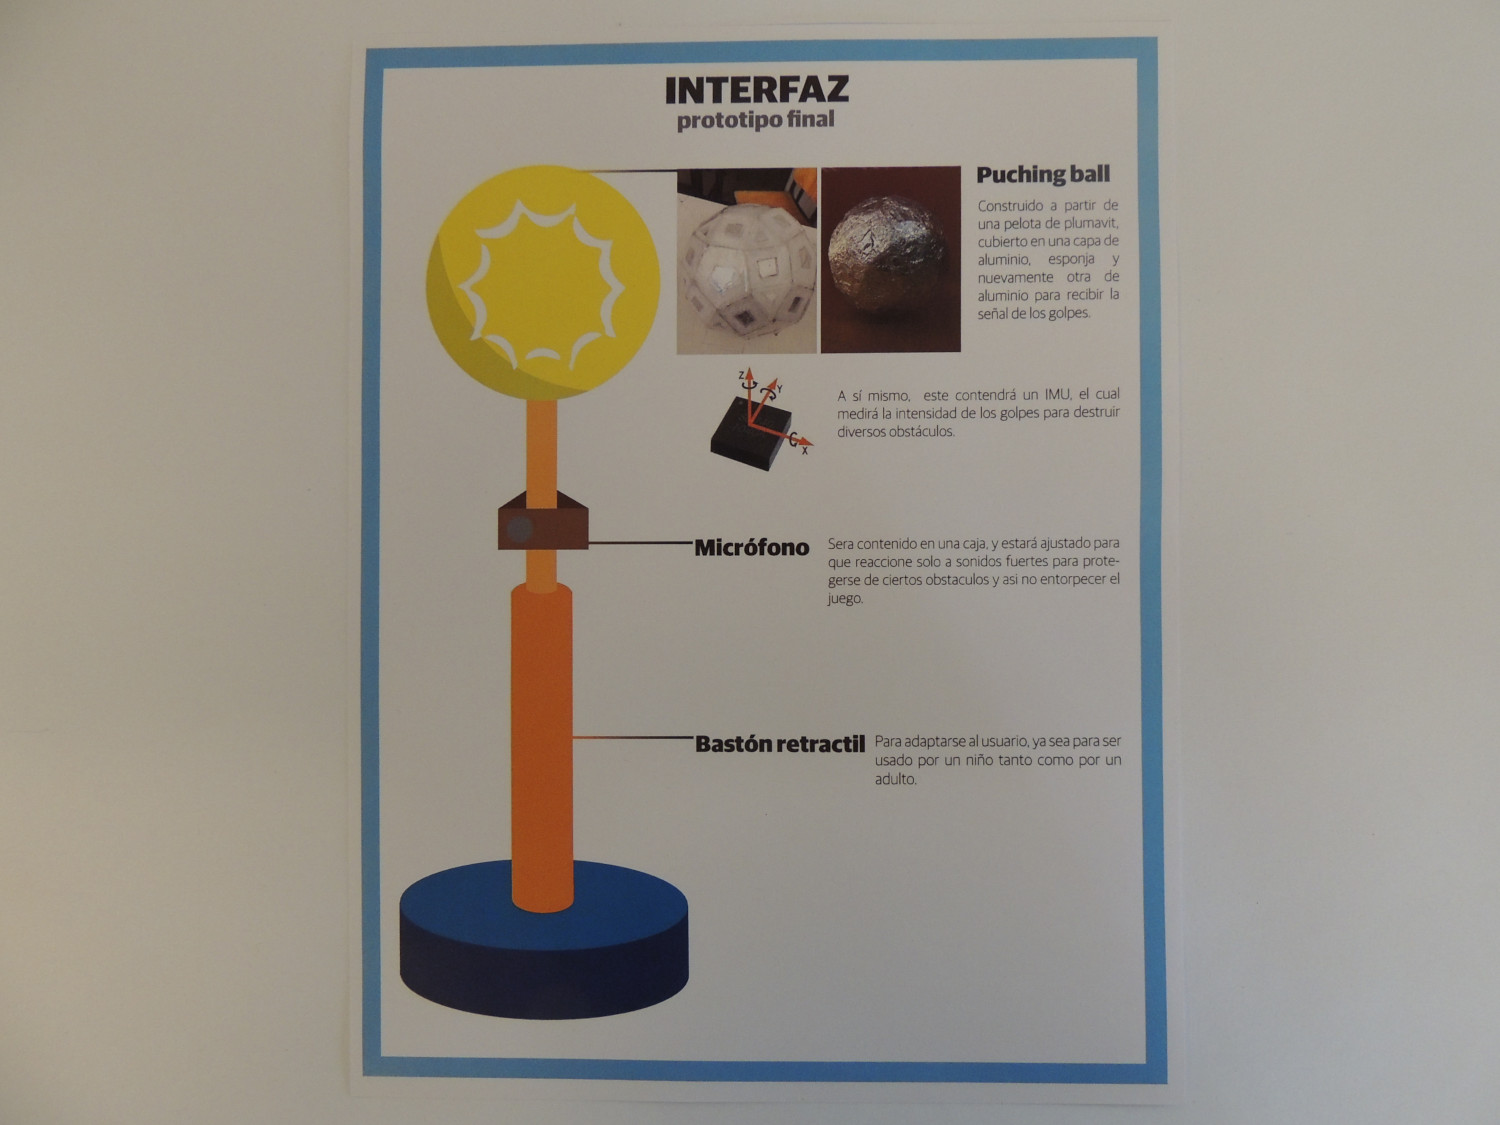 INTERFAZ
prototipo final
Puching ball
Construido a partir de
una pelota de plumavit,
cubierto en una capa de
aluminio, esponja y
nuevamente otra de
aluminio para recibir la
señal de los golpes.
Z
Y
X
A sí mismo, este contendrá un IMU, el cual
medirá la intensidad de los golpes para destruir
diversos obstáculos.
Micrófono
Sera contenido en una caja, y estará ajustado para
que reaccione solo a sonidos fuertes para prote-
gerse de ciertos obstaculos y asi no entorpecer el
juego.
Bastón retractil
Para adaptarse al usuario, ya sea para ser
usado por un niño tanto como por un
adulto.